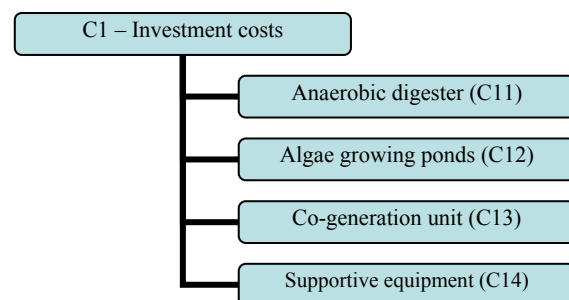 C1 – Investment costs
Anaerobic digester (C11)
Algae growing ponds (C12)
Co-generation unit (C13)
Supportive equipment (C14)